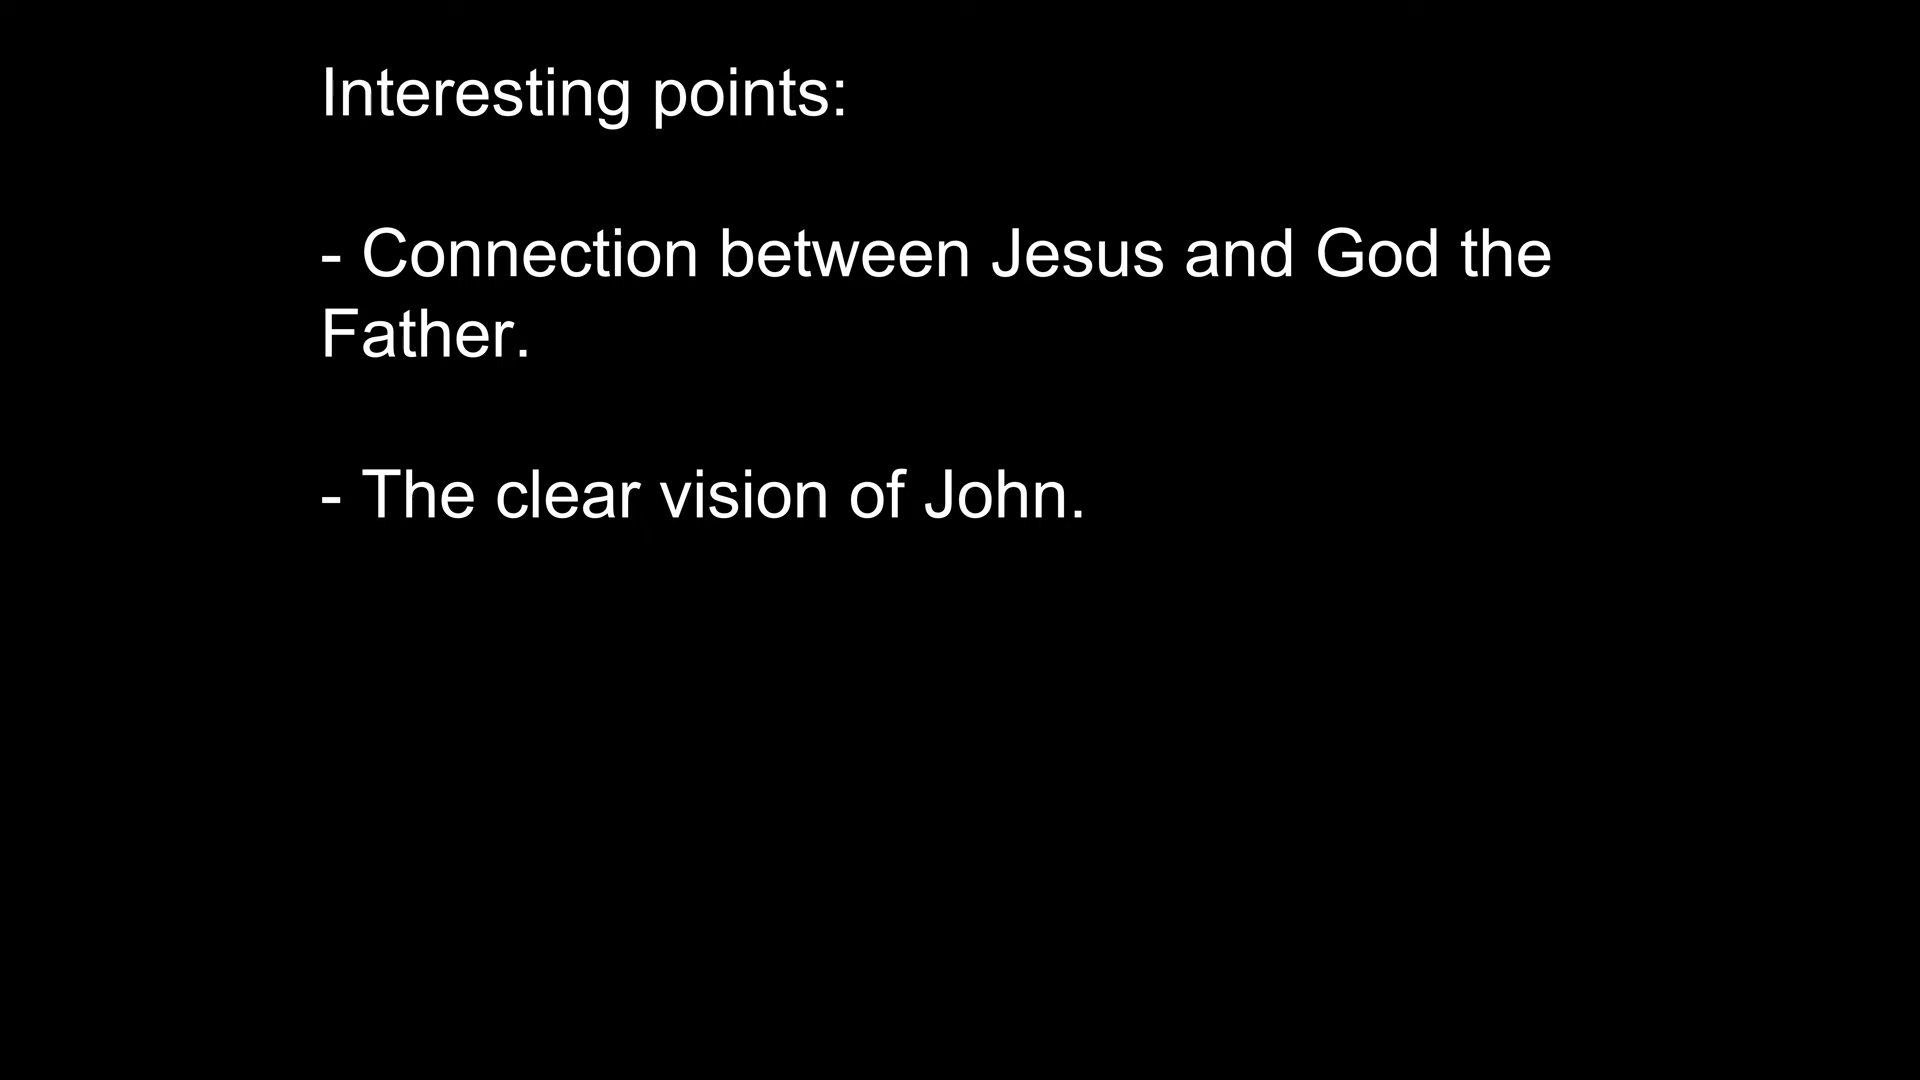 Interesting points:
- Connection between Jesus and God the
Father.
- The clear vision of John.